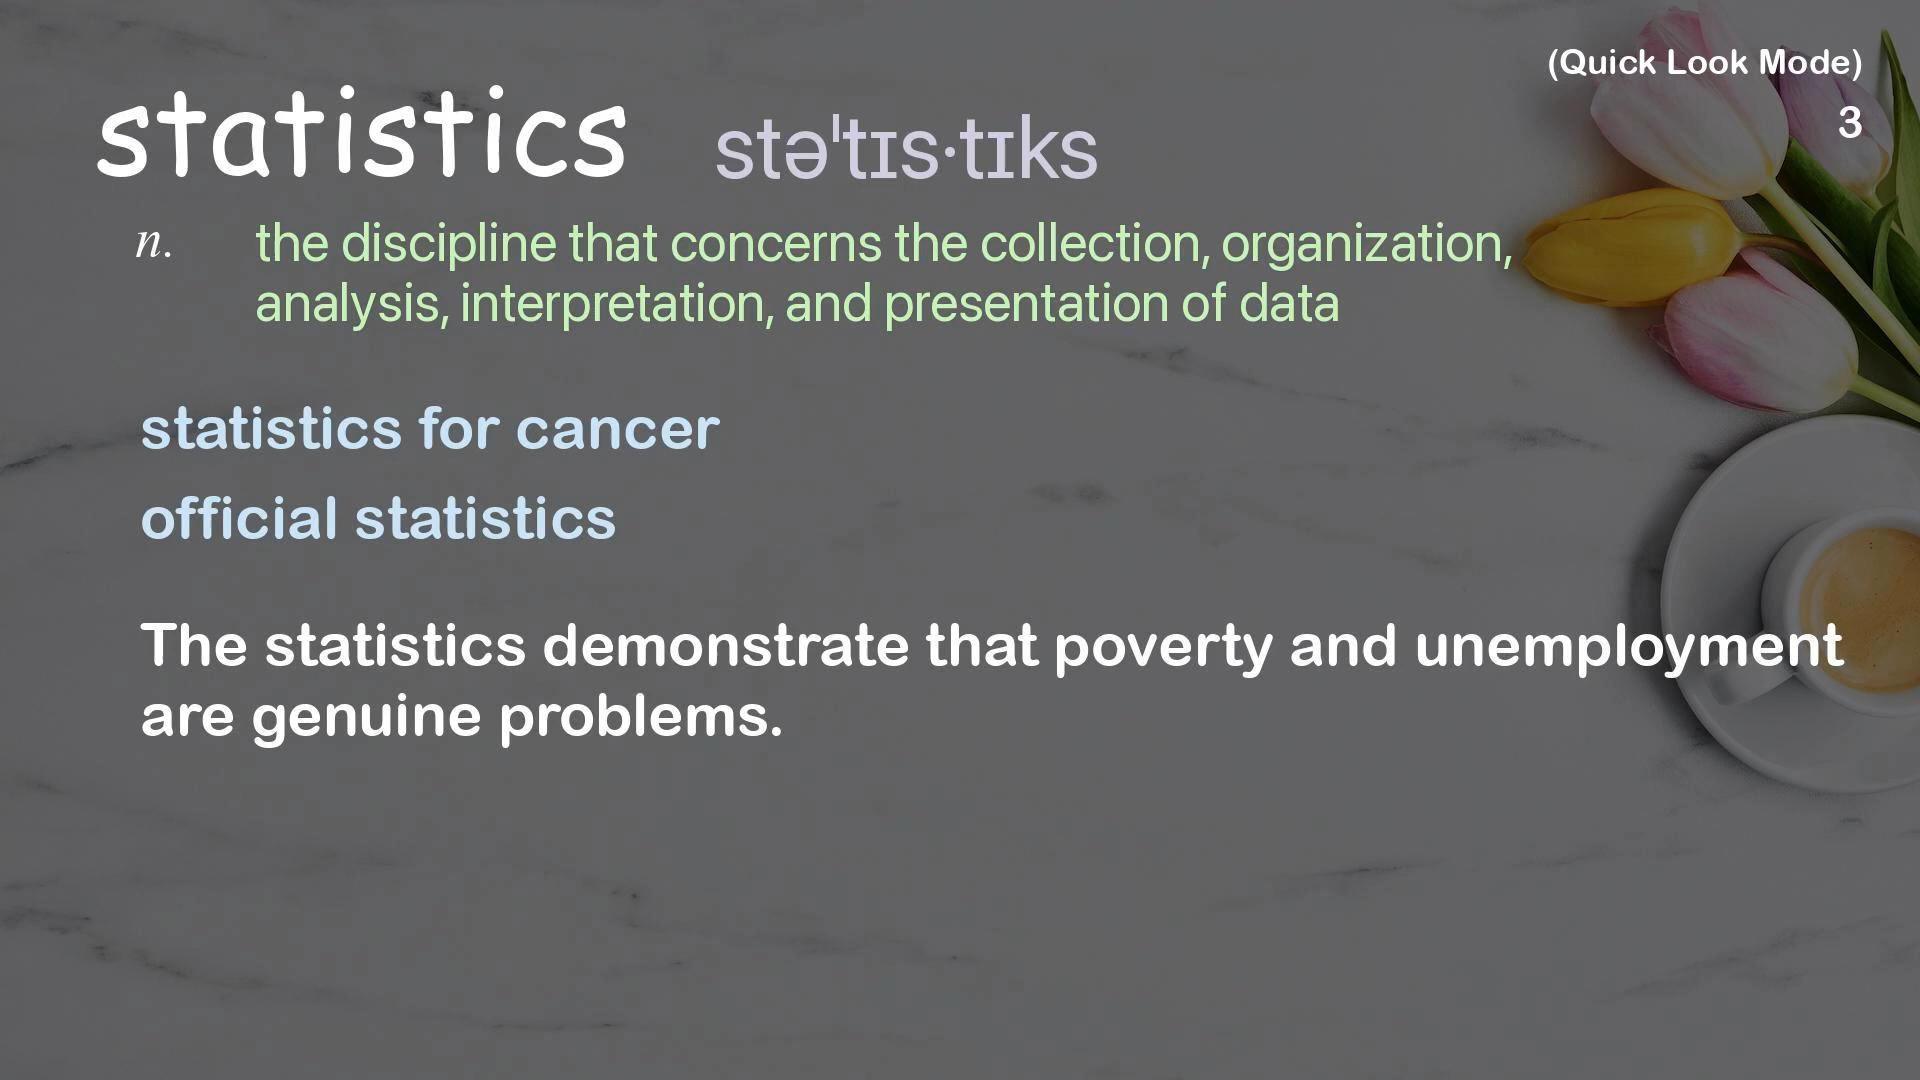 (Quick Look Mode)
3
statistics stəˈtɪs·tɪks
n. the discipline that concerns the collection, organization,
analysis, interpretation, and presentation of data
statistics for cancer
official statistics
The statistics demonstrate that poverty and unemployment
are genuine problems.